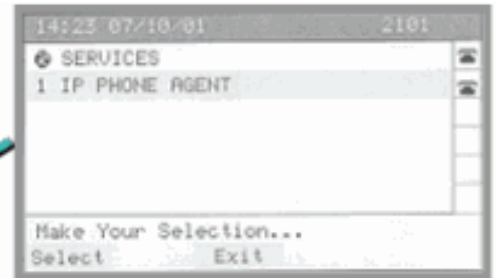 14:23 07/10/01 2101
SERVICES
1 IP PHONE AGENT
Make Your Selection...
Select Exit